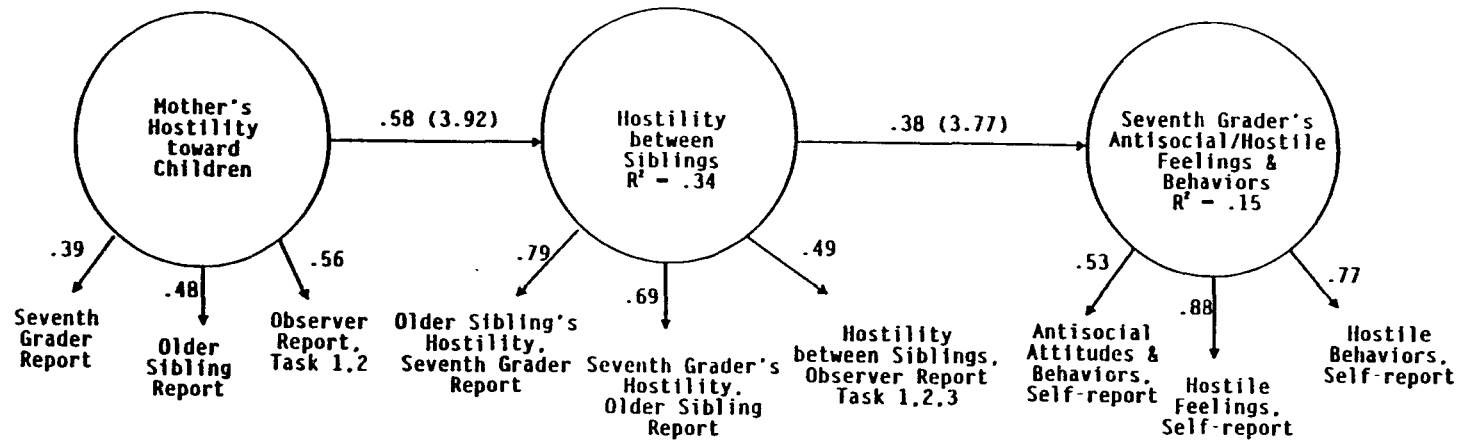 Mother's
Hostility
toward
Children
.58 (3.92)
Hostility
between
Siblings
R² - .34
.38 (3.77)
Seventh Grader's
Antisocial/Hostile
Feelings &
Behaviors
R² - .15
.39
.48
.56
.79
.69
.49
.53
.88
.77
Seventh
Grader
Report
Older
Sibling
Report
Observer
Report.
Task 1.2
Older Sibling's
Hostility.
Seventh Grader
Report
Seventh Grader's
Hostility.
Older Sibling
Report
Hostility
between Siblings.
Observer Report
Task 1.2.3
Antisocial
Attitudes &
Behaviors.
Self-report
Hostile
Feelings.
Self-report
Hostile
Behaviors.
Self-report